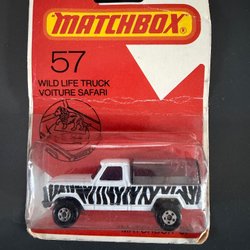 MATCHBOX
57
WILD LIFE TRUCK
VOITURE SAFARI